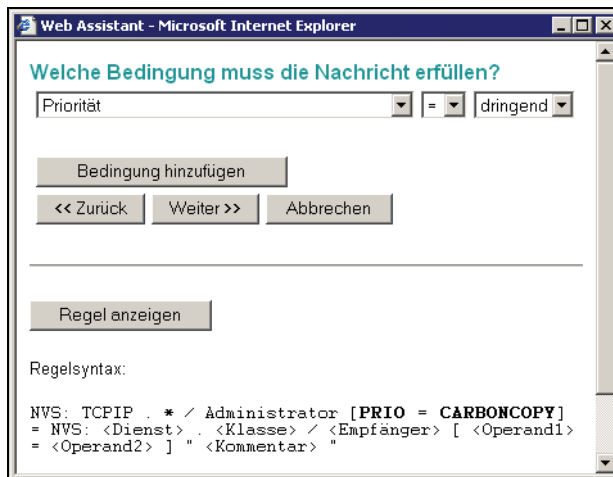 Web Assistant - Microsoft Internet Explorer
Welche Bedingung muss die Nachricht erfüllen?
Priorität = dringend
Bedingung hinzufügen
<< Zurück Weiter >> Abbrechen
Regel anzeigen
Regelsyntax:
NVS: TCPIP . * / Administrator [PRIO = CARBONCOPY]
= NVS: <Dienst> . <Klasse> / <Empfänger> [ <Operand1>
= <Operand2> ] " <Kommentar> "